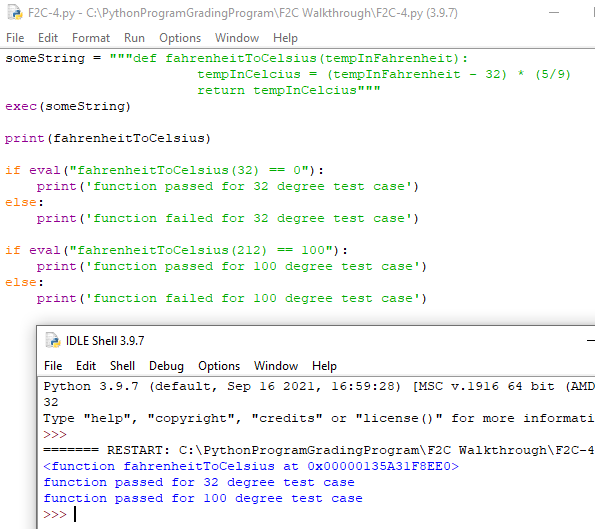 F2C-4.py - C:\PythonProgramGradingProgram\F2C Walkthrough\F2C-4.py (3.9.7)
File Edit Format Run Options Window Help
someString = """def fahrenheitToCelsius(tempInFahrenheit):
                        tempInCelcius = (tempInFahrenheit - 32) * (5/9)
                        return tempInCelcius"""
exec(someString)
print(fahrenheitToCelsius)
if eval("fahrenheitToCelsius(32) == 0"):
    print('function passed for 32 degree test case')
else:
    print('function failed for 32 degree test case')
if eval("fahrenheitToCelsius(212) == 100"):
    print('function passed for 100 degree test case')
else:
    print('function failed for 100 degree test case')
IDLE Shell 3.9.7
File Edit Shell Debug Options Window Help
Python 3.9.7 (default, Sep 16 2021, 16:59:28) [MSC v.1916 64 bit (AMD
32
Type "help", "copyright", "credits" or "license()" for more informati
>>>
======= RESTART: C:\PythonProgramGradingProgram\F2C Walkthrough\F2C-4
<function fahrenheitToCelsius at 0x00000135A31F8EE0>
function passed for 32 degree test case
function passed for 100 degree test case
>>>